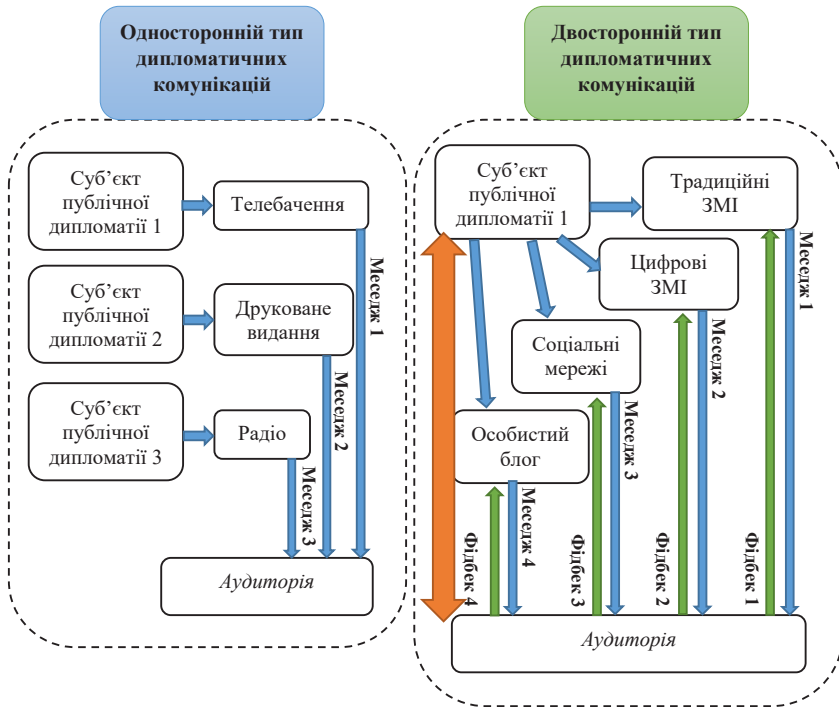 Односторонній тип
дипломатичних
комунікацій
Суб’єкт
публічної
дипломатії 1
Телебачення
Суб’єкт
публічної
дипломатії 2
Друковане
видання
Суб’єкт
публічної
дипломатії 3
Радіо
Меседж 1
Меседж 2
Меседж 3
Аудиторія
Двосторонній тип
дипломатичних
комунікацій
Суб’єкт
публічної
дипломатії 1
Традиційні
ЗМІ
Цифрові
ЗМІ
Соціальні
мережі
Особистий
блог
Меседж 1
Меседж 2
Меседж 3
Меседж 4
Фідбек 4
Фідбек 3
Фідбек 2
Фідбек 1
Аудиторія